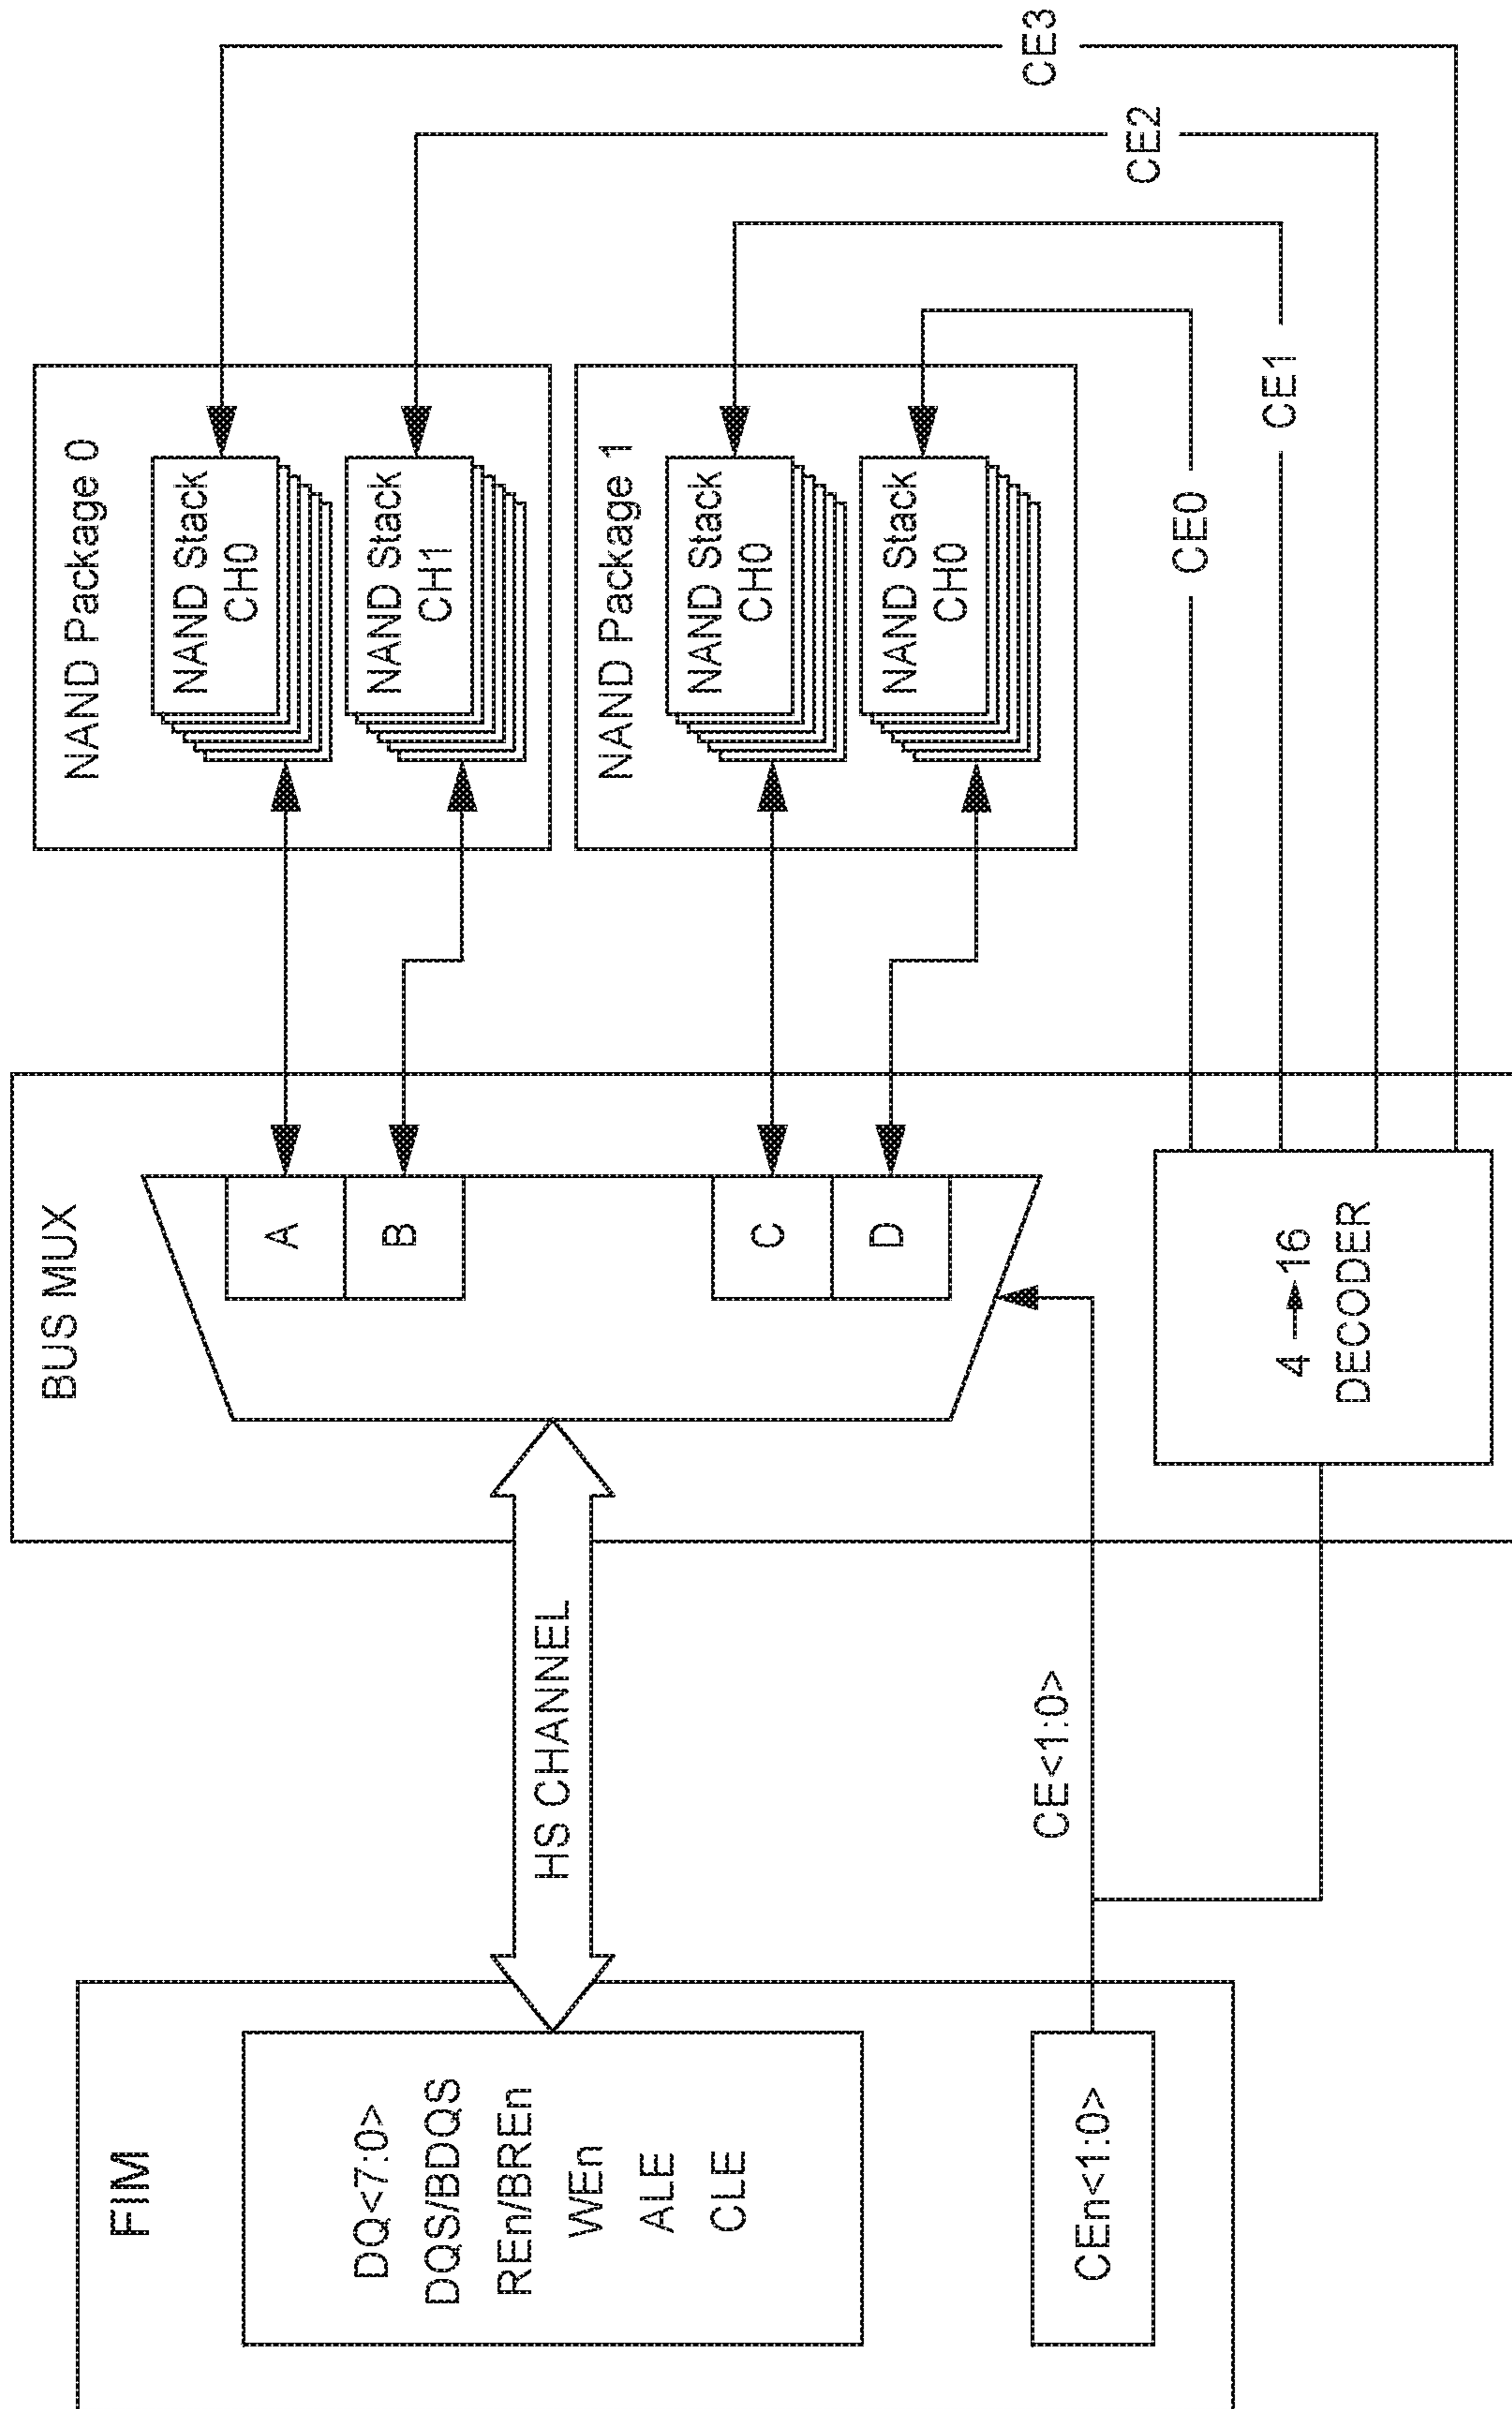 FIM
DQ<7:0>
DQS/BDQS
REn/BREn
WEn
ALE
CLE
CEn<1:0>
HS CHANNEL
CE<1:0>
BUS MUX
A
B
C
D
4→16
DECODER
NAND Package 0
NAND Stack
CH0
NAND Stack
CH1
NAND Package 1
NAND Stack
CH0
NAND Stack
CH0
CE0
CE1
CE2
CE3